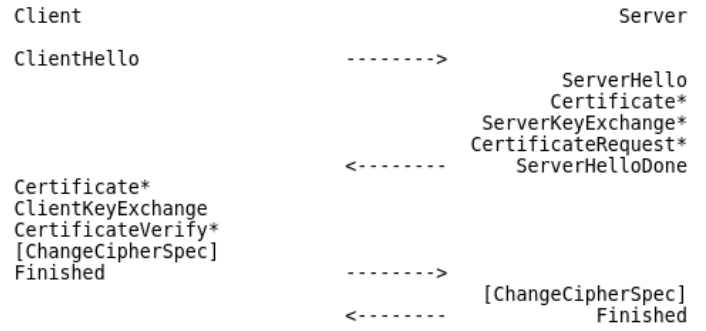 Client Server
ClientHello -------->
ServerHello
Certificate*
ServerKeyExchange*
CertificateRequest*
<-------- ServerHelloDone
Certificate*
ClientKeyExchange
CertificateVerify*
[ChangeCipherSpec]
Finished -------->
[ChangeCipherSpec]
<-------- Finished